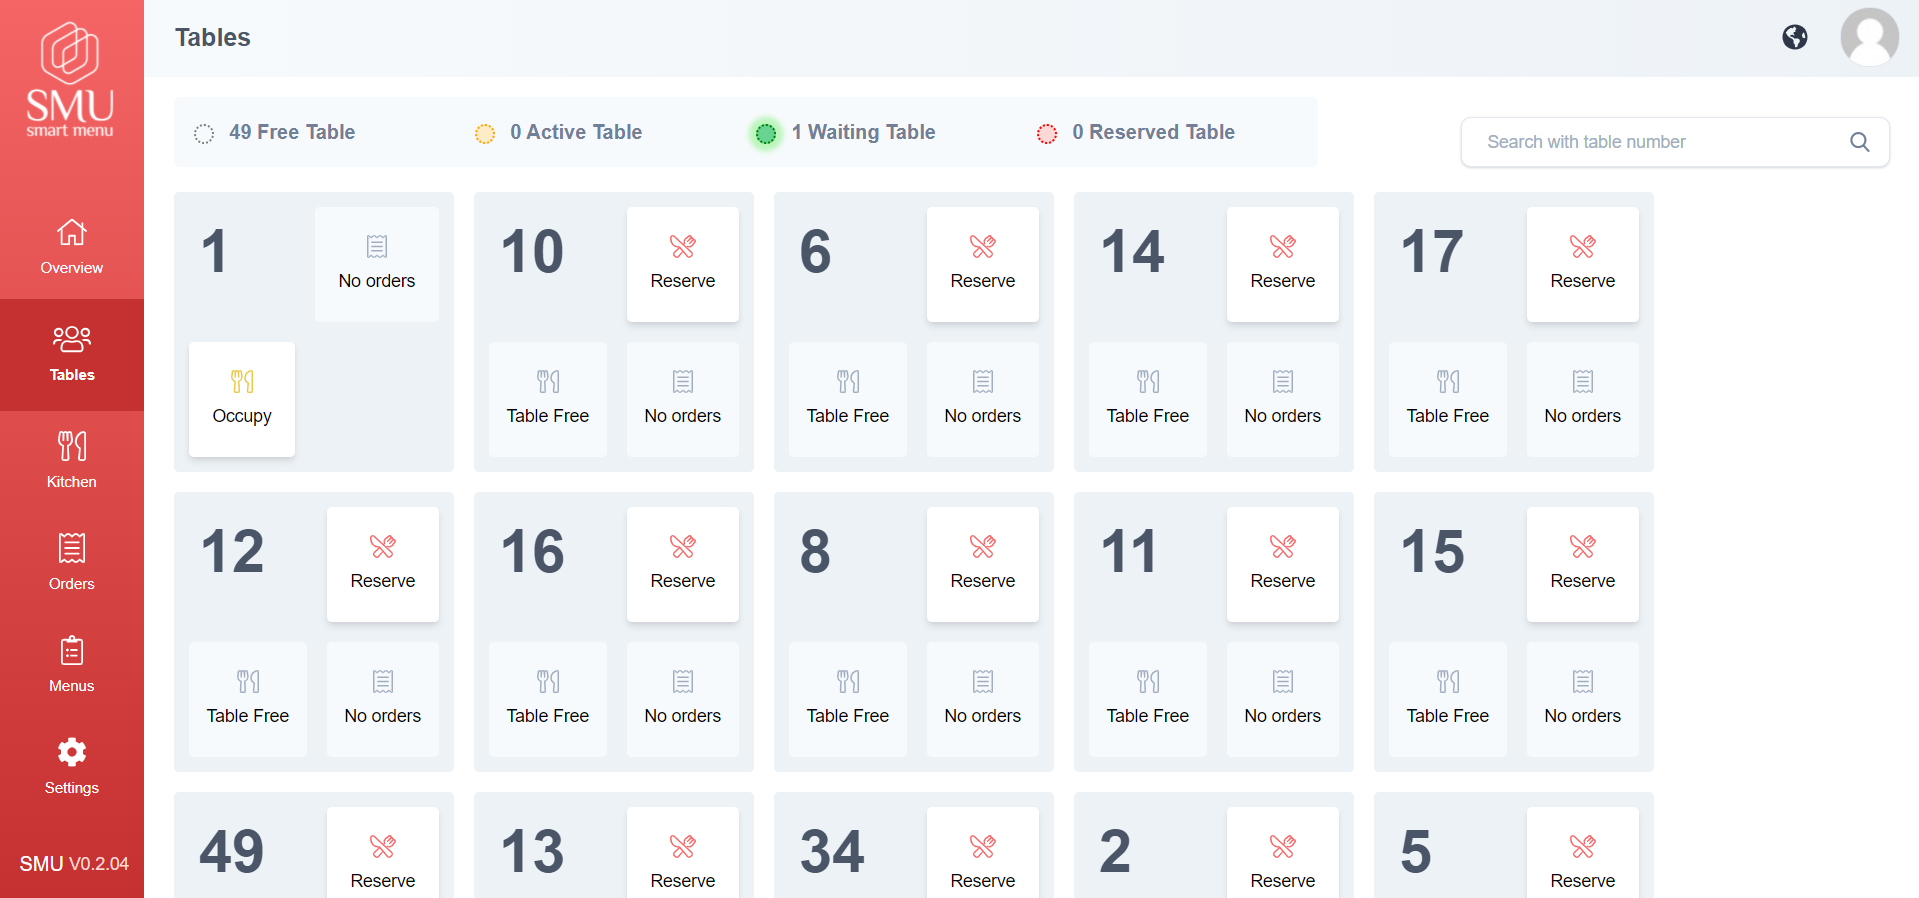 SMU
smart menu
Overview
Tables
Kitchen
Orders
Menus
Settings
SMU V0.2.04
Tables
49 Free Table
0 Active Table
1 Waiting Table
0 Reserved Table
Search with table number
1
No orders
Occupy
10
Reserve
Table Free
No orders
6
Reserve
Table Free
No orders
14
Reserve
Table Free
No orders
17
Reserve
Table Free
No orders
12
Reserve
Table Free
No orders
16
Reserve
Table Free
No orders
8
Reserve
Table Free
No orders
11
Reserve
Table Free
No orders
15
Reserve
Table Free
No orders
49
Reserve
13
Reserve
34
Reserve
2
Reserve
5
Reserve